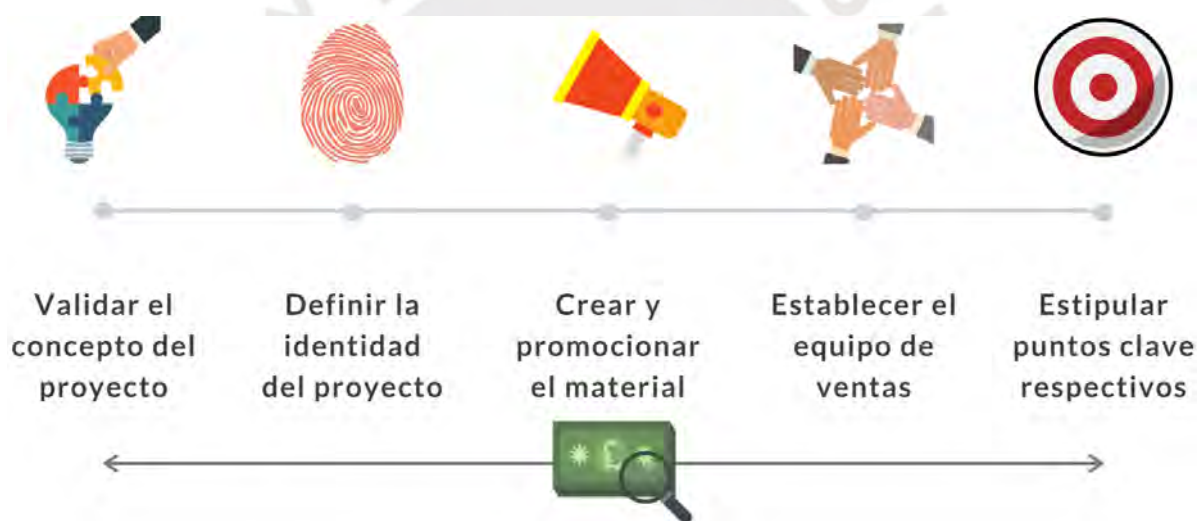 Validar el
concepto del
proyecto
Definir la
identidad
del proyecto
Crear y
promocionar
el material
Establecer el
equipo de
ventas
Estipular
puntos clave
respectivos
* £ *